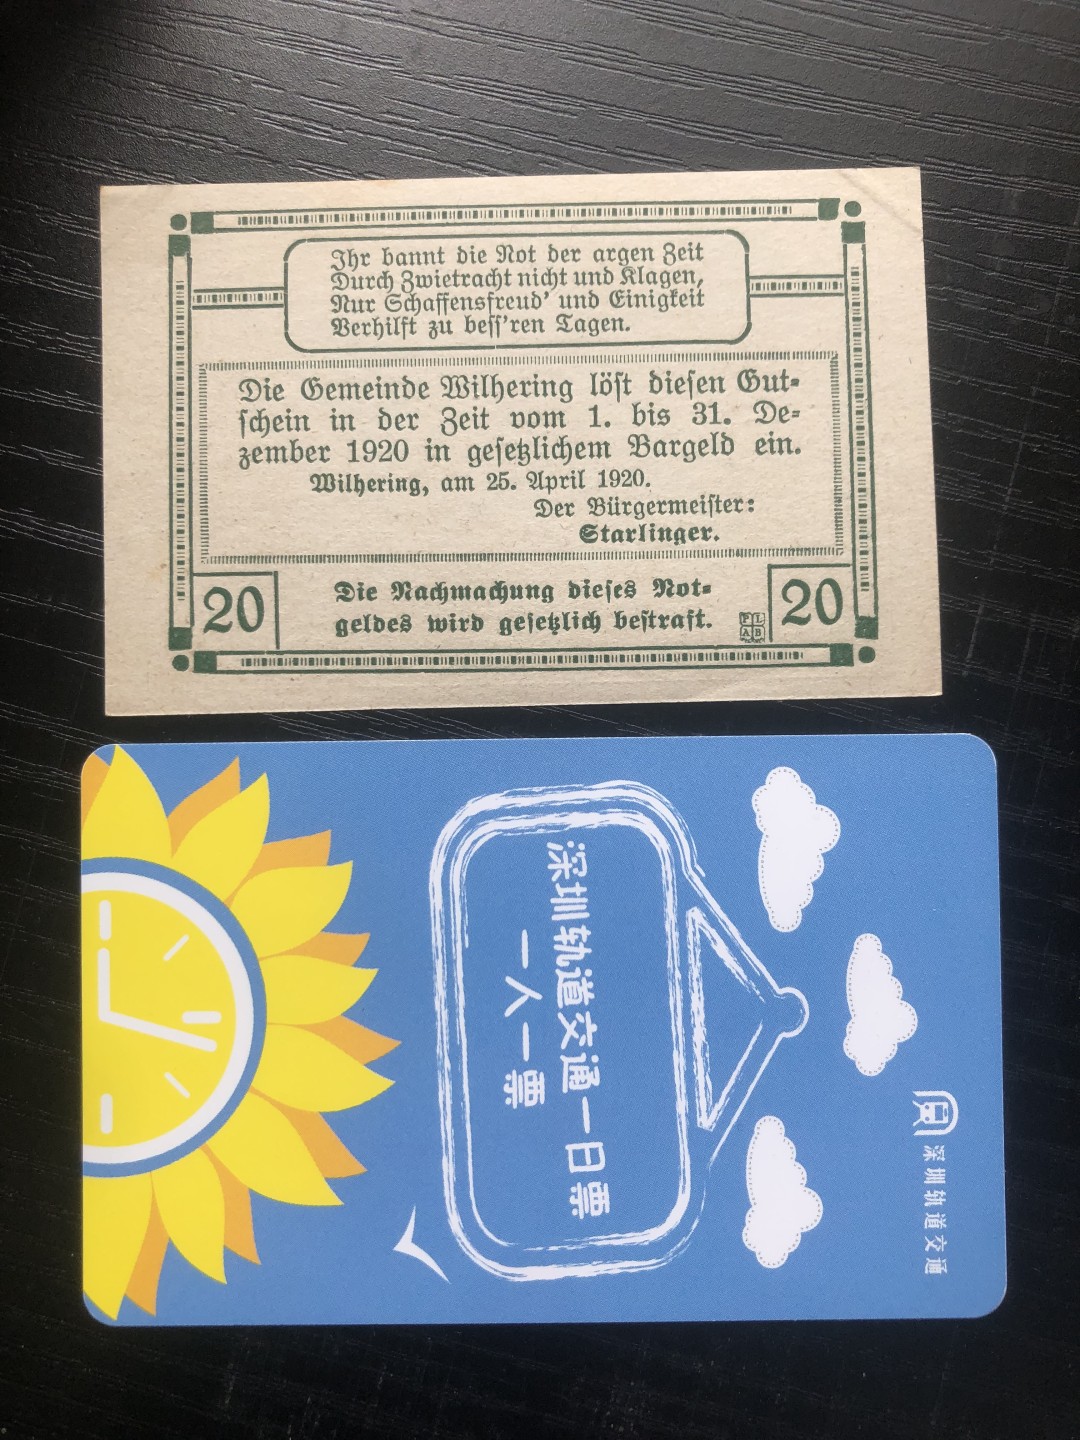 Ihr bannt die Not der argen Zeit
Durch Zwietracht nicht und Klagen,
Nur Schaffensfreud' und Einigkeit
Verhilft zu bess'ren Tagen.
Die Gemeinde Wilhering löst diesen Gut-
schein in der Zeit vom 1. bis 31. De-
zember 1920 in gesetzlichem Bargeld ein.
Wilhering, am 25. April 1920.
Der Bürgermeister:
Starlinger.
20
Die Nachmachung dieses Not-
geldes wird gesetzlich bestraft.
20
深圳轨道交通
深圳轨道交通一日票
一人一票